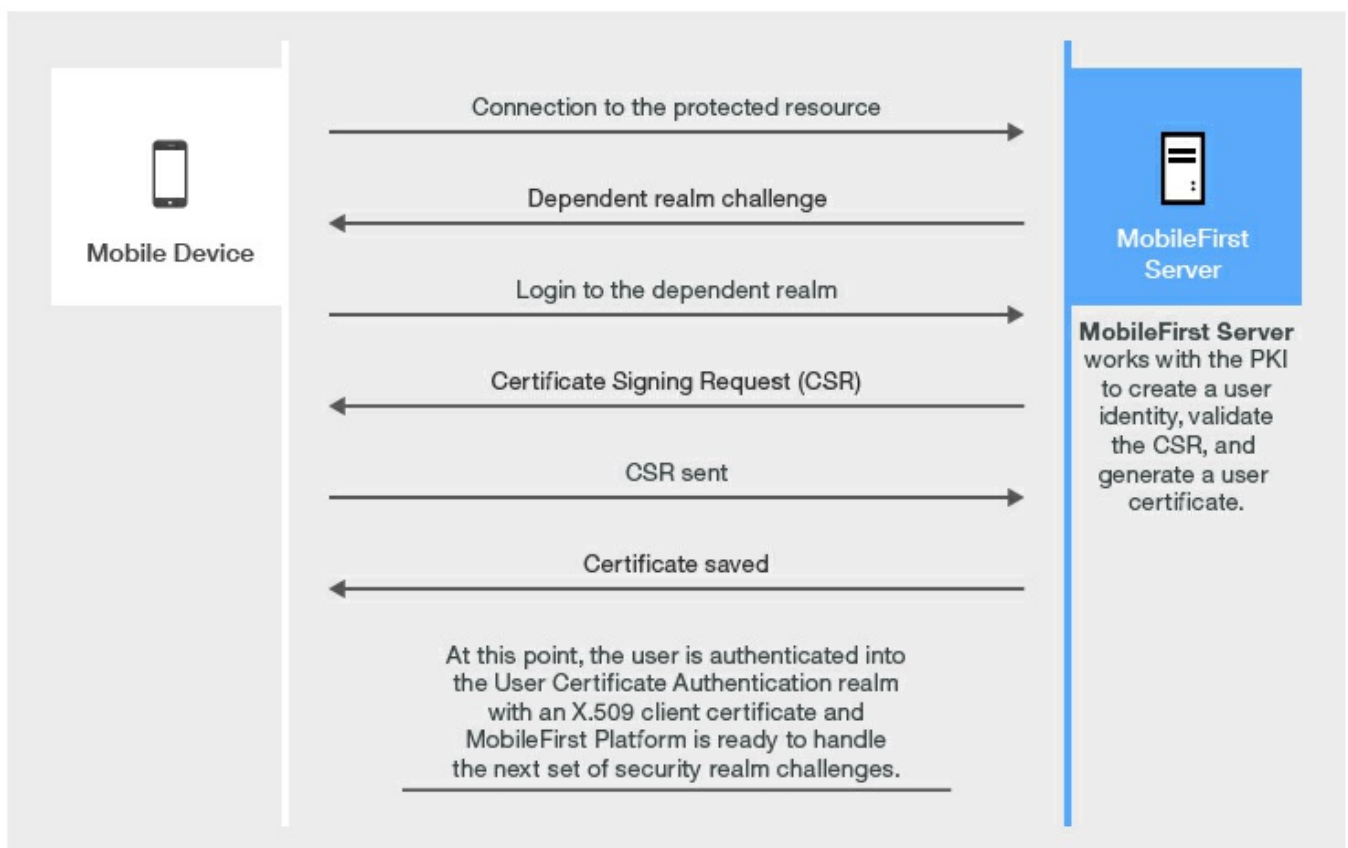 Connection to the protected resource
Dependent realm challenge
Mobile Device
MobileFirst
Server
Login to the dependent realm
MobileFirst Server
works with the PKI
to create a user
identity, validate
the CSR, and
generate a user
certificate.
Certificate Signing Request (CSR)
CSR sent
Certificate saved
At this point, the user is authenticated into
the User Certificate Authentication realm
with an X.509 client certificate and
MobileFirst Platform is ready to handle
the next set of security realm challenges.